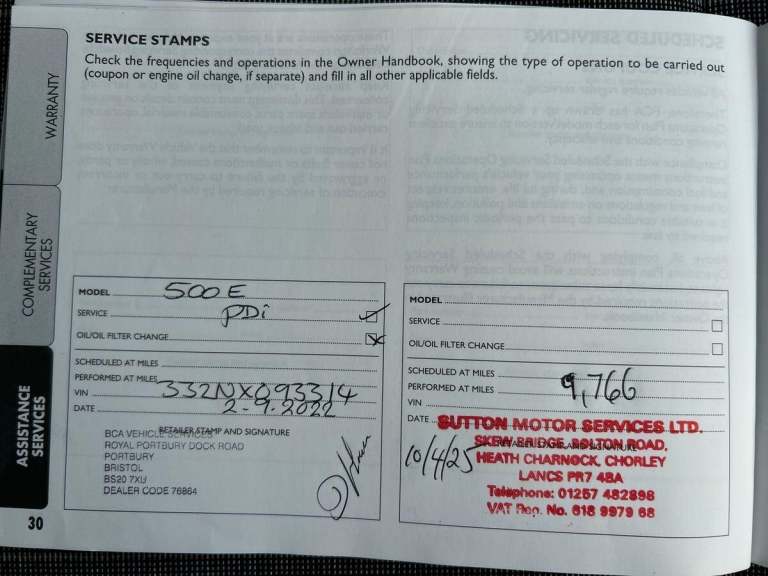 SERVICE STAMPS
Check the frequencies and operations in the Owner Handbook, showing the type of operation to be carried out
(coupon or engine oil change, if separate) and fill in all other applicable fields.
WARRANTY
COMPLEMENTARY
SERVICES
ASSISTANCE
SERVICES
30
MODEL 500E
SERVICE PDi
OIL/OIL FILTER CHANGE
SCHEDULED AT MILES
PERFORMED AT MILES
VIN 332NX093314
DATE 2-9.2022
RETAILER STAMP AND SIGNATURE
BCA VEHICLE SERVICES
ROYAL PORTBURY DOCK ROAD
PORTBURY
BRISTOL
BS20 7XU
DEALER CODE 76864
MODEL
SERVICE
OIL/OIL FILTER CHANGE
SCHEDULED AT MILES
PERFORMED AT MILES 9,766
VIN
DATE
10/4/25
SUTTON MOTOR SERVICES LTD.
SKEW BRIDGE, BOLTON ROAD,
HEATH CHARNOCK, CHORLEY
LANCS PR7 4BA
Telephone: 01257 482898
VAT Reg. No. 618 9979 68